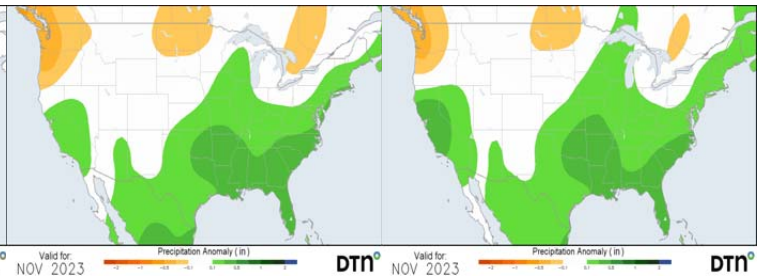 Valid for:
NOV 2023
Precipitation Anomaly ( in )
DTN
Valid for:
NOV 2023
Precipitation Anomaly ( in )
DTN